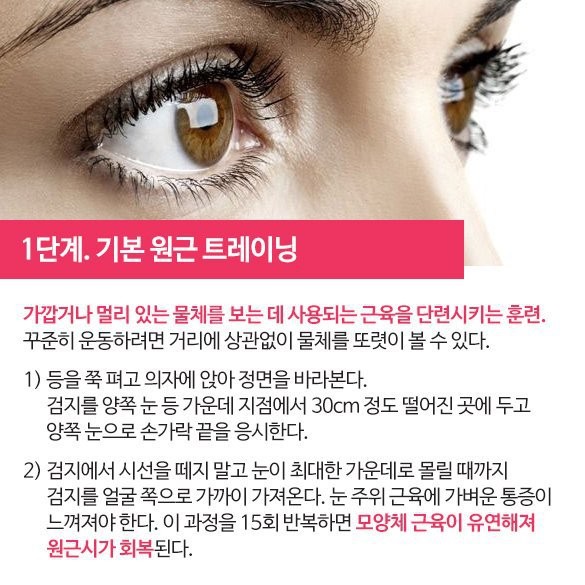 1단계. 기본 원근 트레이닝
가깝거나 멀리 있는 물체를 보는 데 사용되는 근육을 단련시키는 훈련.
꾸준히 운동하려면 거리에 상관없이 물체를 또렷이 볼 수 있다.
1) 등을 쭉 펴고 의자에 앉아 정면을 바라본다.
검지를 양쪽 눈 등 가운데 지점에서 30cm 정도 떨어진 곳에 두고
양쪽 눈으로 손가락 끝을 응시한다.
2) 검지에서 시선을 떼지 말고 눈이 최대한 가운데로 몰릴 때까지
검지를 얼굴 쪽으로 가까이 가져온다. 눈 주위 근육에 가벼운 통증이
느껴져야 한다. 이 과정을 15회 반복하면 모양체 근육이 유연해져
원근시가 회복된다.